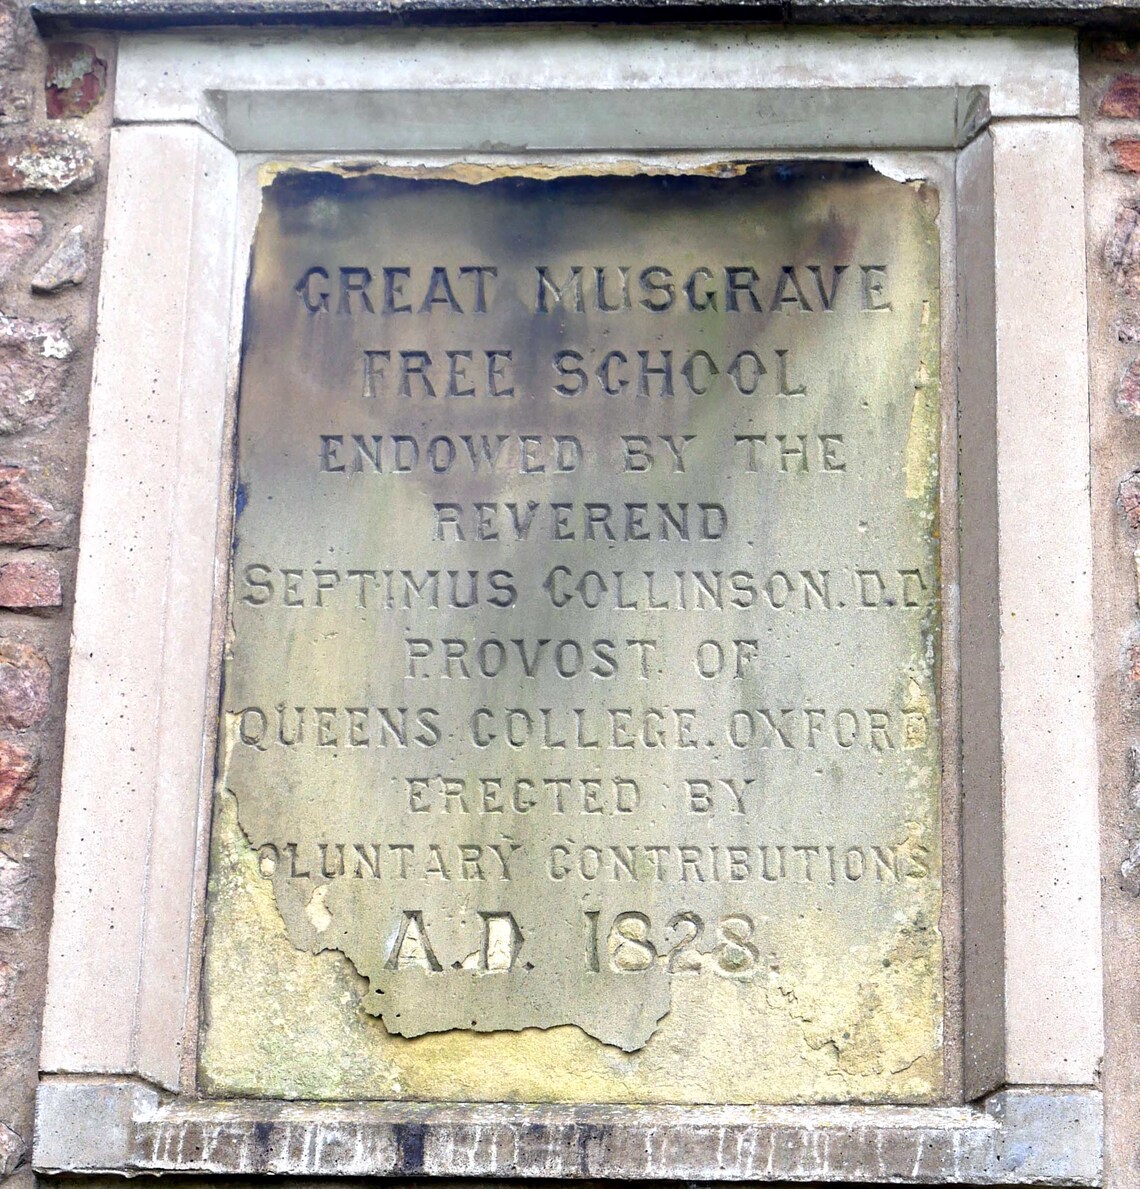 GREAT MUSGRAVE
FREE SCHOOL
ENDOWED BY THE
REVEREND
SEPTIMUS COLLINSON. D.D
PROVOST OF
QUEENS COLLEGE. OXFORD
ERECTED BY
OLUNTARY CONTRIBUTIONS
A.D. 1828.